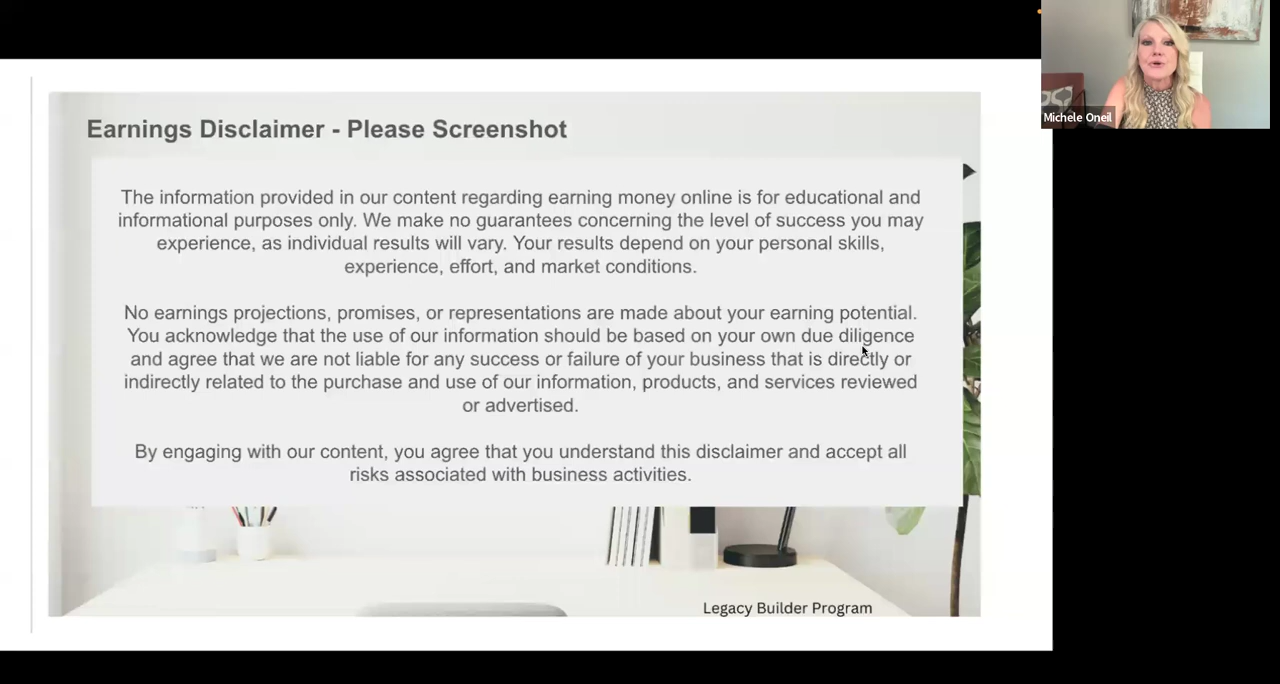 Michele Oneil
Earnings Disclaimer - Please Screenshot
The information provided in our content regarding earning money online is for educational and
informational purposes only. We make no guarantees concerning the level of success you may
experience, as individual results will vary. Your results depend on your personal skills,
experience, effort, and market conditions.
No earnings projections, promises, or representations are made about your earning potential.
You acknowledge that the use of our information should be based on your own due diligence
and agree that we are not liable for any success or failure of your business that is directly or
indirectly related to the purchase and use of our information, products, and services reviewed
or advertised.
By engaging with our content, you agree that you understand this disclaimer and accept all
risks associated with business activities.
Legacy Builder Program